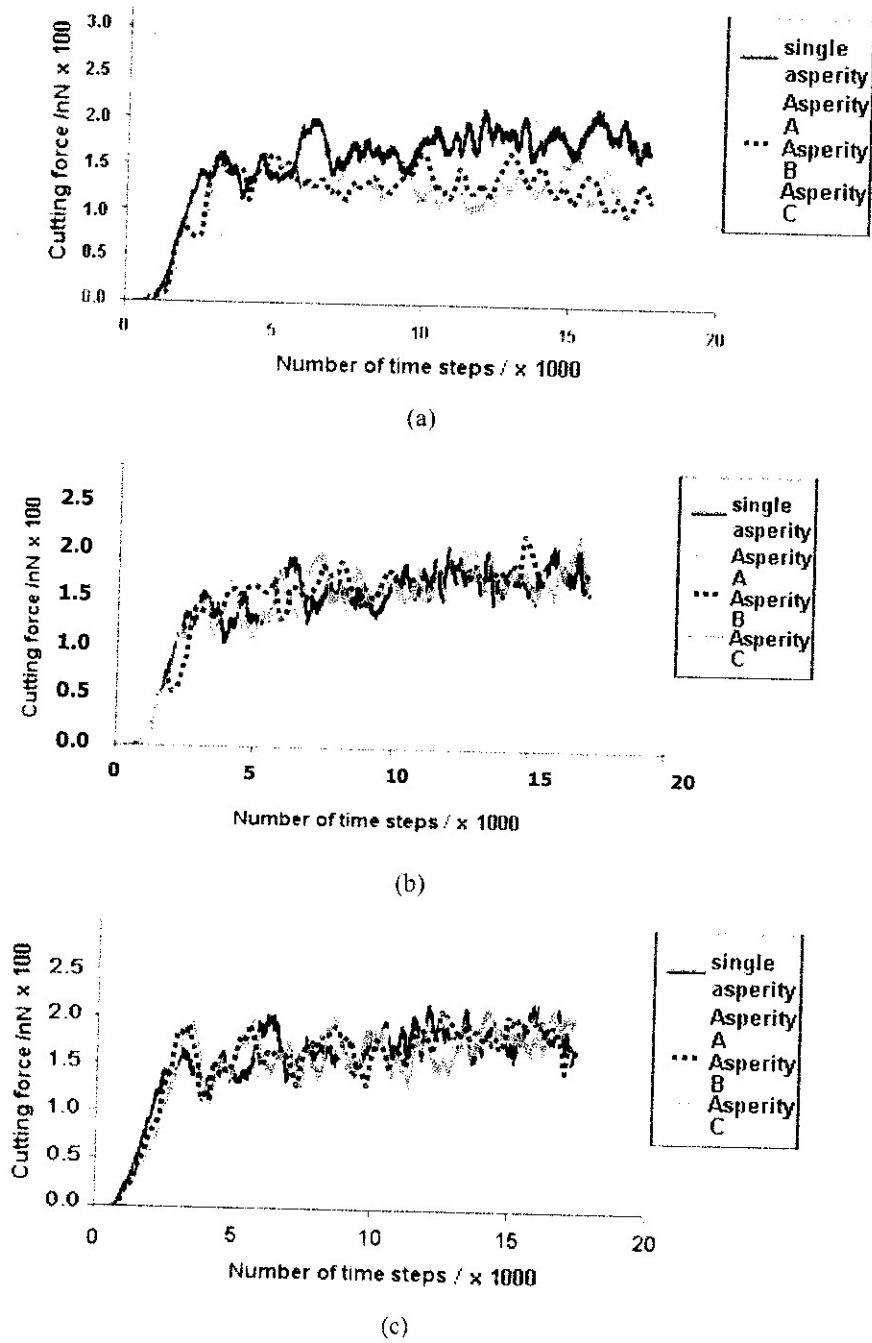 3.0
2.5
2.0
1.5
1.0
0.5
0.0
Cutting force /nN x 100
0 5 10 15 20
Number of time steps / x 1000
single
asperity
Asperity
A
Asperity
B
Asperity
C
(a)
2.5
2.0
1.5
1.0
0.5
0.0
Cutting force /nN x 100
0 5 10 15 20
Number of time steps / x 1000
single
asperity
Asperity
A
Asperity
B
Asperity
C
(b)
2.5
2.0
1.5
1.0
0.5
0.0
Cutting force /nN x 100
0 5 10 15 20
Number of time steps / x 1000
single
asperity
Asperity
A
Asperity
B
Asperity
C
(c)